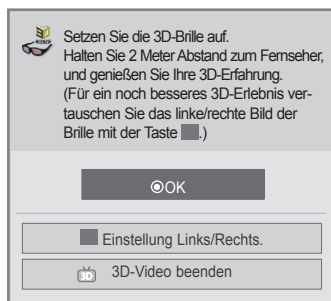 Setzen Sie die 3D-Brille auf.
Halten Sie 2 Meter Abstand zum Fernseher,
und genießen Sie Ihre 3D-Erfahrung.
(Für ein noch besseres 3D-Erlebnis ver-
tauschen Sie das linke/rechte Bild der
Brille mit der Taste .)
OK
Einstellung Links/Rechts.
3D 3D-Video beenden